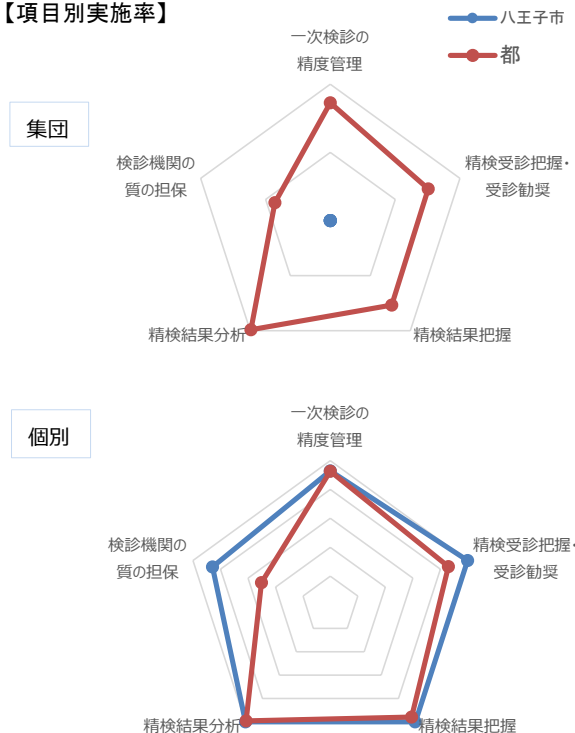 【項目別実施率】
八王子市
都
集団
一次検診の
精度管理
精検受診把握・
受診勧奨
精検結果把握
精検結果分析
検診機関の
質の担保
個別
一次検診の
精度管理
精検受診把握・
受診勧奨
精検結果把握
精検結果分析
検診機関の
質の担保